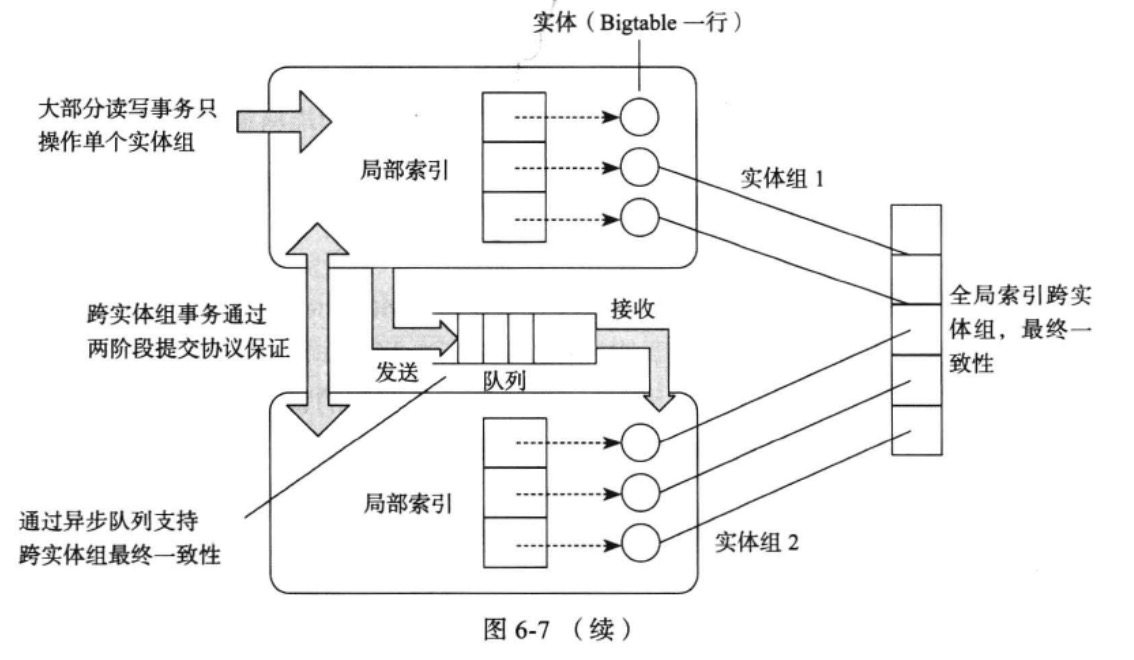 实体（Bigtable 一行）
大部分读写事务只
操作单个实体组
局部索引
实体组 1
跨实体组事务通过
两阶段提交协议保证
接收
发送
队列
全局索引跨实
体组，最终一
致性
局部索引
通过异步队列支持
跨实体组最终一致性
实体组 2
图 6-7 （续）